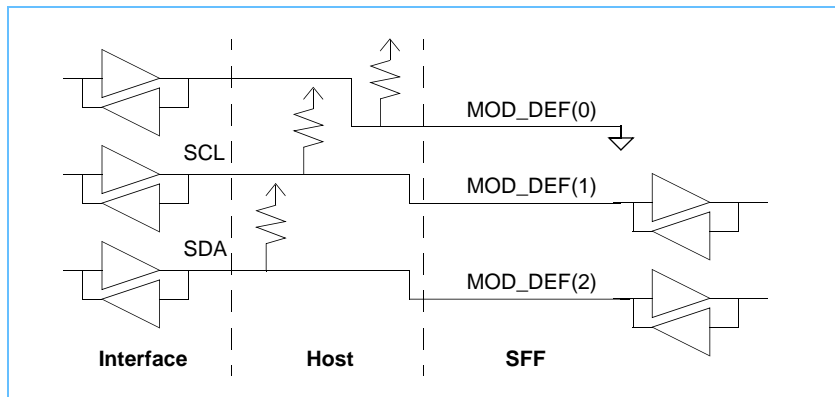 MOD_DEF(0)
SCL
MOD_DEF(1)
SDA
MOD_DEF(2)
Interface Host SFF